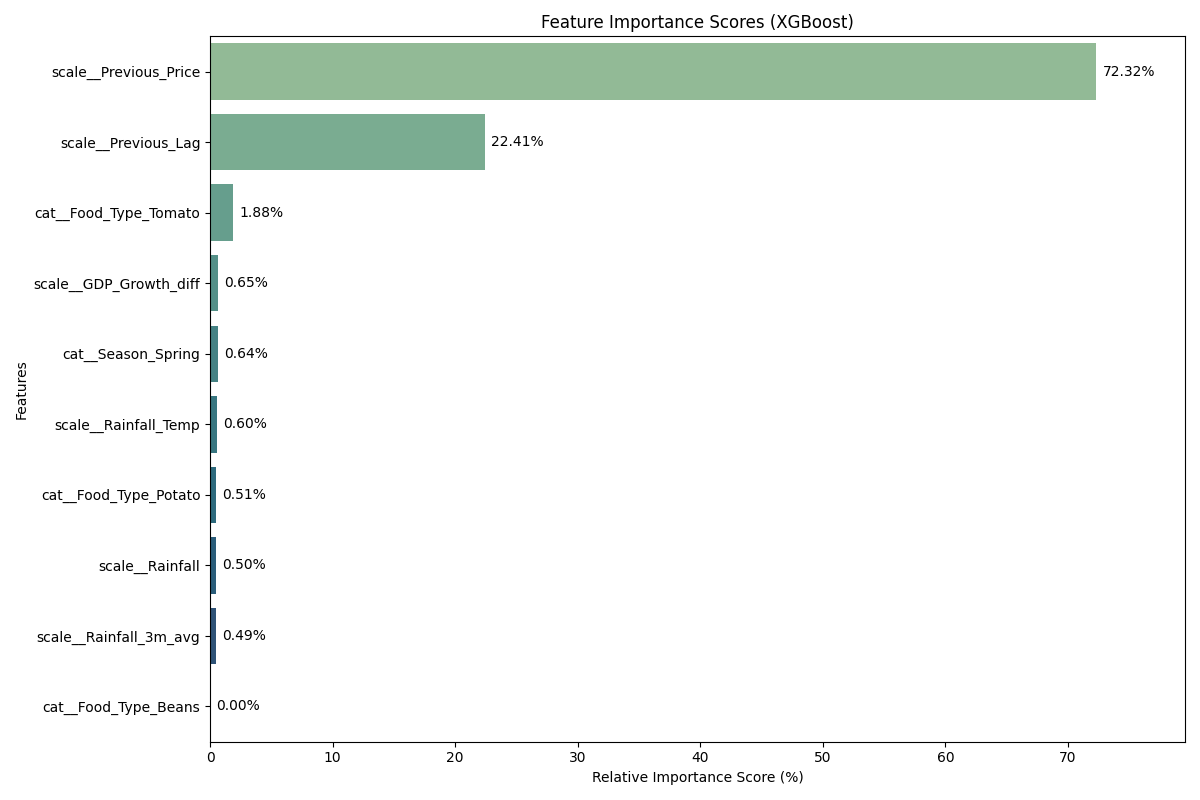 Feature Importance Scores (XGBoost)
scale__Previous_Price 72.32%
scale__Previous_Lag 22.41%
cat__Food_Type_Tomato 1.88%
scale__GDP_Growth_diff 0.65%
cat__Season_Spring 0.64%
scale__Rainfall_Temp 0.60%
cat__Food_Type_Potato 0.51%
scale__Rainfall 0.50%
scale__Rainfall_3m_avg 0.49%
cat__Food_Type_Beans 0.00%
Features
0 10 20 30 40 50 60 70
Relative Importance Score (%)